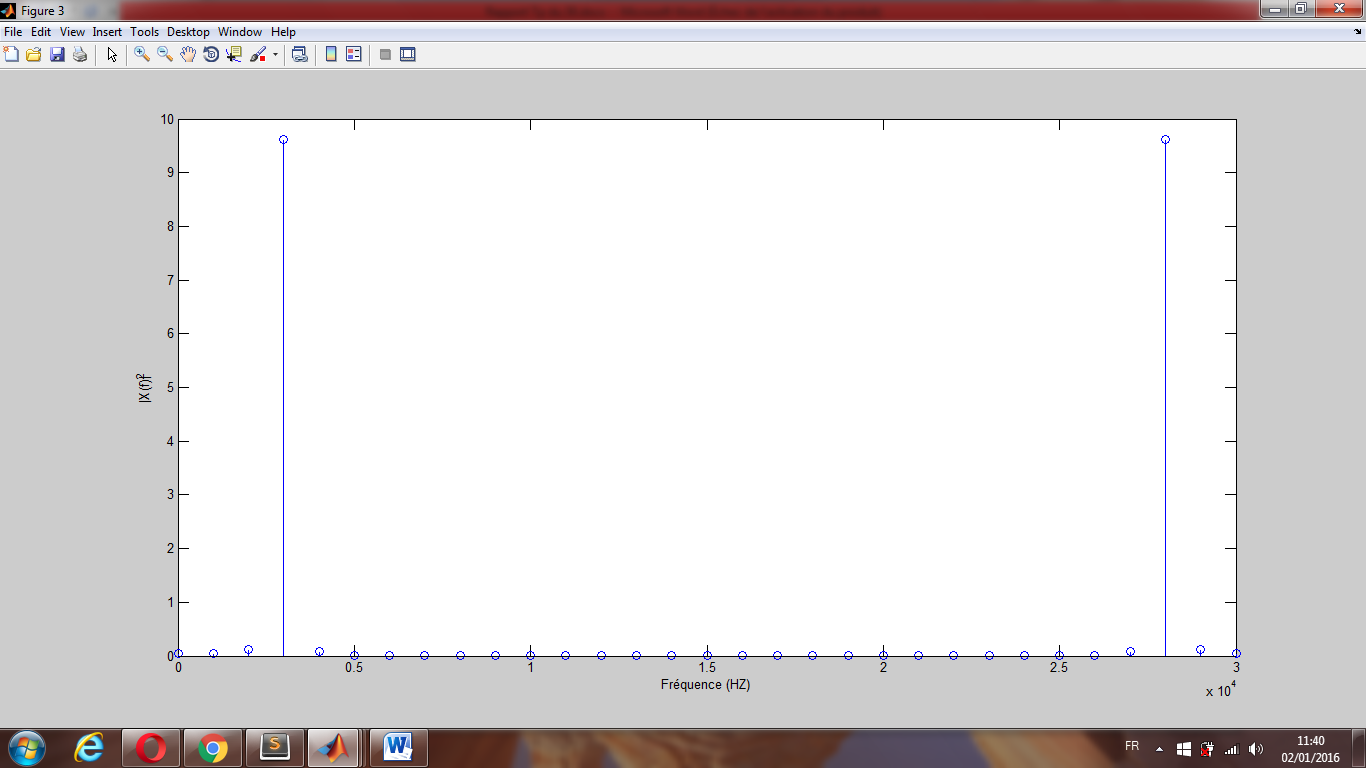 Figure 3
File Edit View Insert Tools Desktop Window Help
10
9
8
7
6
5
4
3
2
1
0
|X(f)|²
0 0.5 1 1.5 2 2.5 3
Fréquence (HZ)
x 10⁴
FR
11:40
02/01/2016